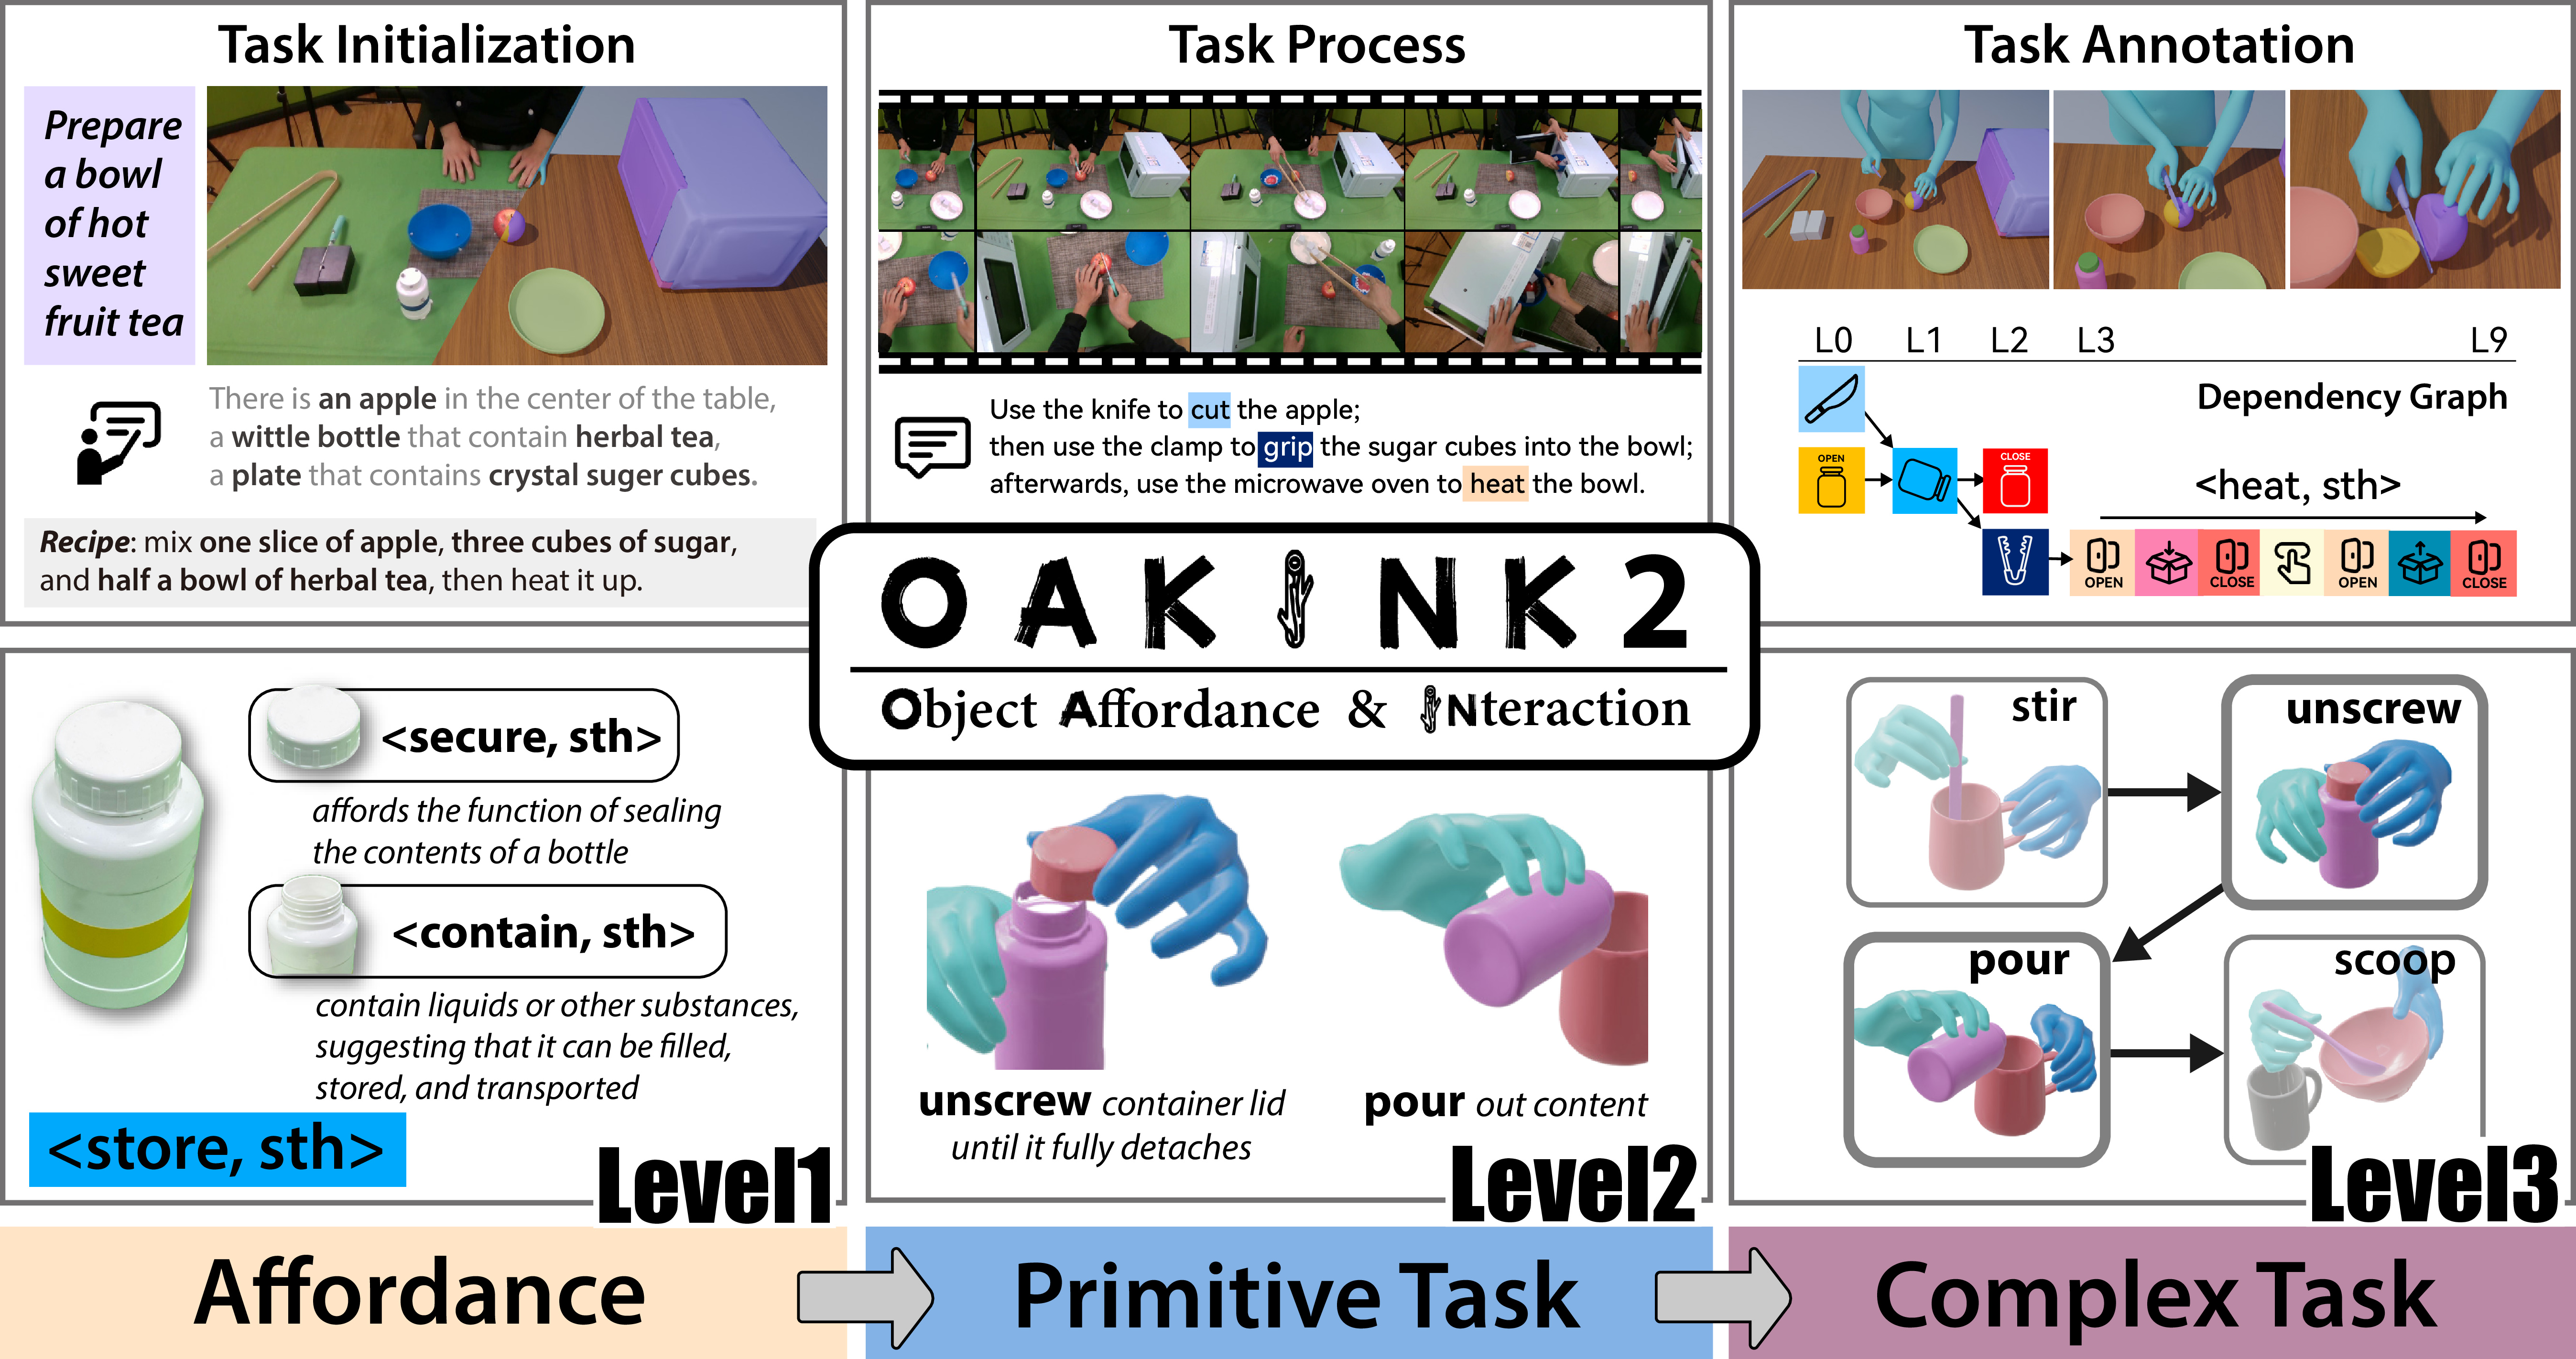 Task Initialization
Prepare
a bowl
of hot
sweet
fruit tea
There is an apple in the center of the table,
a wittle bottle that contain herbal tea,
a plate that contains crystal suger cubes.
Recipe: mix one slice of apple, three cubes of sugar,
and half a bowl of herbal tea, then heat it up.
Task Process
Use the knife to cut the apple;
then use the clamp to grip the sugar cubes into the bowl;
afterwards, use the microwave oven to heat the bowl.
Task Annotation
L0 L1 L2 L3 L9
Dependency Graph
OPEN
CLOSE
<heat, sth>
OPEN
CLOSE
OPEN
CLOSE
OAKINK2
Object Affordance & INteraction
<secure, sth>
affords the function of sealing
the contents of a bottle
<contain, sth>
contain liquids or other substances,
suggesting that it can be filled,
stored, and transported
<store, sth>
Level1
unscrew container lid
until it fully detaches
pour out content
Level2
stir
unscrew
pour
scoop
Level3
Affordance
Primitive Task
Complex Task